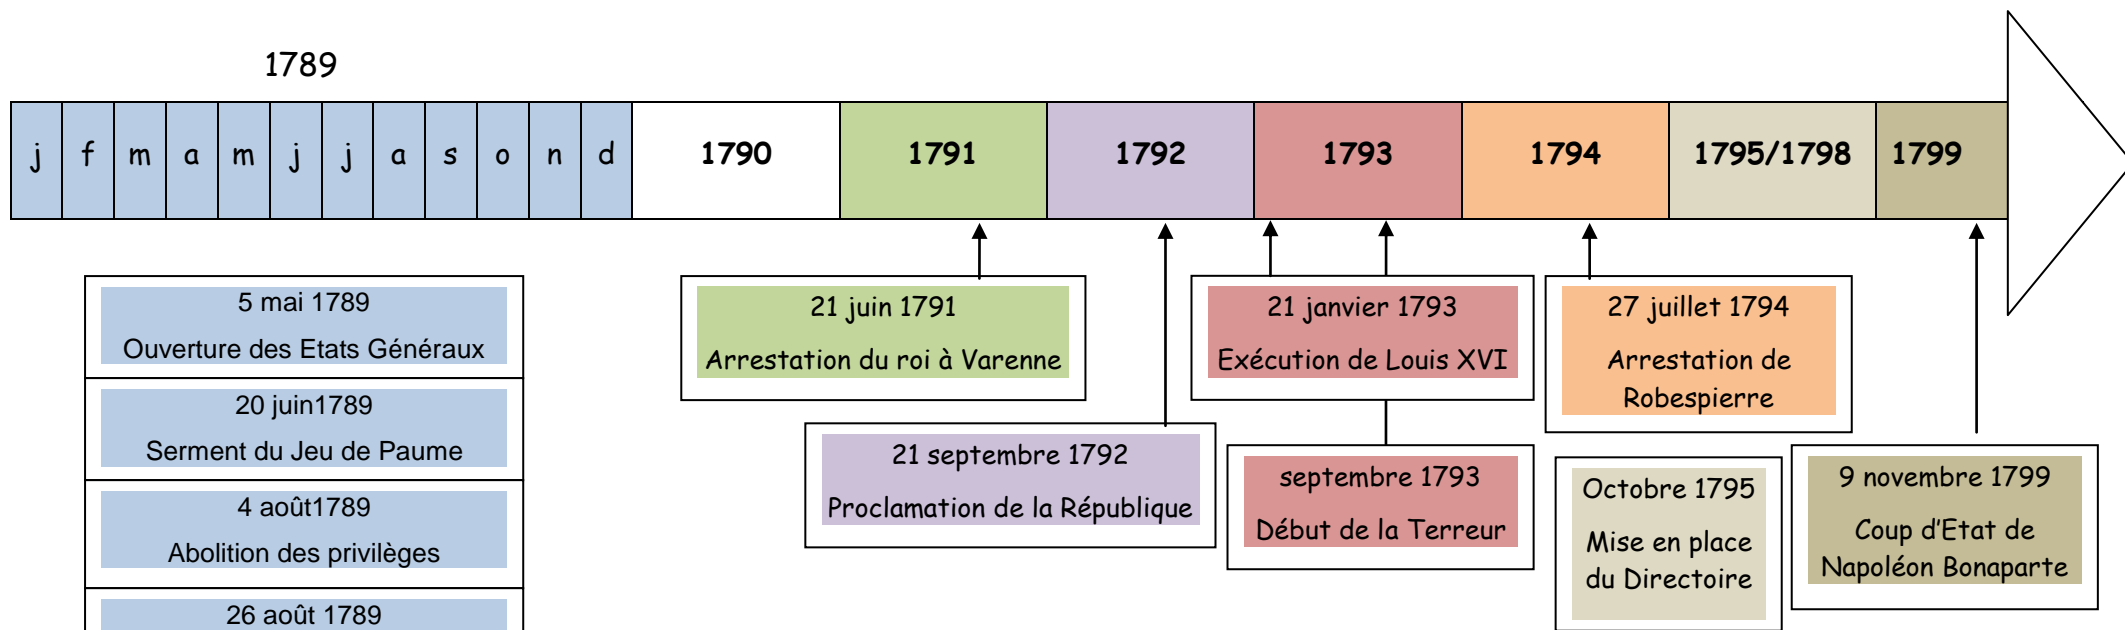 1789
j f m a m j j a s o n d 1790 1791 1792 1793 1794 1795/1798 1799
5 mai 1789
Ouverture des Etats Généraux
20 juin1789
Serment du Jeu de Paume
4 août1789
Abolition des privilèges
26 août 1789
21 juin 1791
Arrestation du roi à Varenne
21 septembre 1792
Proclamation de la République
21 janvier 1793
Exécution de Louis XVI
septembre 1793
Début de la Terreur
27 juillet 1794
Arrestation de
Robespierre
Octobre 1795
Mise en place
du Directoire
9 novembre 1799
Coup d'Etat de
Napoléon Bonaparte